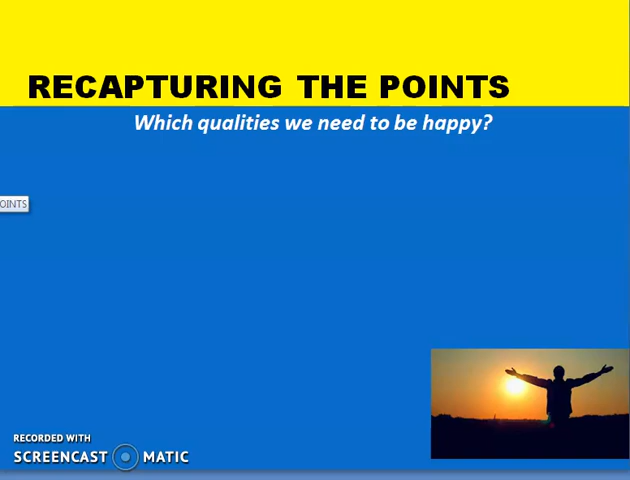 RECAPTURING THE POINTS
Which qualities we need to be happy?
OINTS
RECORDED WITH
SCREENCAST MATIC